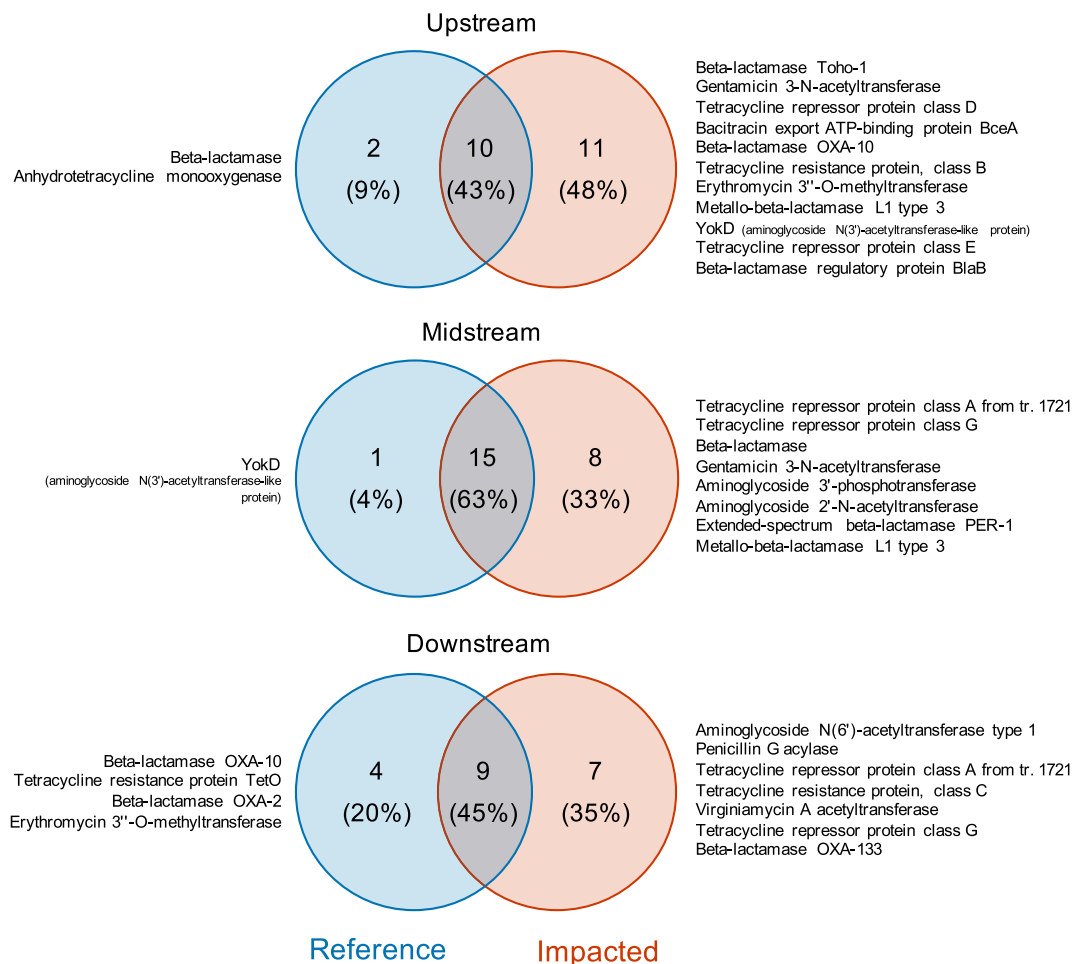 Upstream
Beta-lactamase
Anhydrotetracycline monooxygenase
2
(9%)
10
(43%)
11
(48%)
Beta-lactamase Toho-1
Gentamicin 3-N-acetyltransferase
Tetracycline repressor protein class D
Bacitracin export ATP-binding protein BceA
Beta-lactamase OXA-10
Tetracycline resistance protein, class B
Erythromycin 3''-O-methyltransferase
Metallo-beta-lactamase L1 type 3
YokD (aminoglycoside N(3')-acetyltransferase-like protein)
Tetracycline repressor protein class E
Beta-lactamase regulatory protein BlaB
Midstream
YokD
(aminoglycoside N(3')-acetyltransferase-like
protein)
1
(4%)
15
(63%)
8
(33%)
Tetracycline repressor protein class A from tr. 1721
Tetracycline repressor protein class G
Beta-lactamase
Gentamicin 3-N-acetyltransferase
Aminoglycoside 3'-phosphotransferase
Aminoglycoside 2'-N-acetyltransferase
Extended-spectrum beta-lactamase PER-1
Metallo-beta-lactamase L1 type 3
Downstream
Beta-lactamase OXA-10
Tetracycline resistance protein TetO
Beta-lactamase OXA-2
Erythromycin 3''-O-methyltransferase
4
(20%)
9
(45%)
7
(35%)
Aminoglycoside N(6')-acetyltransferase type 1
Penicillin G acylase
Tetracycline repressor protein class A from tr. 1721
Tetracycline resistance protein, class C
Virginiamycin A acetyltransferase
Tetracycline repressor protein class G
Beta-lactamase OXA-133
Reference
Impacted